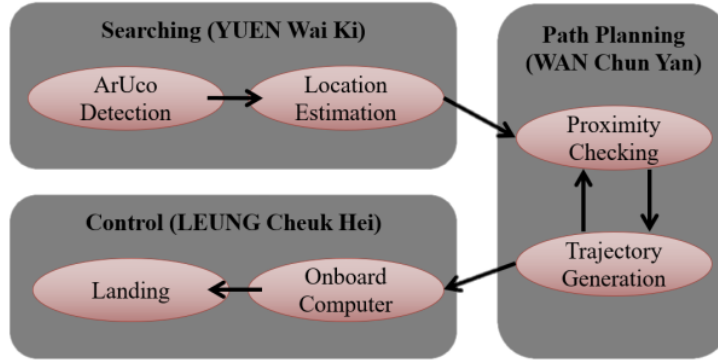 Searching (YUEN Wai Ki)
ArUco
Detection
Location
Estimation
Path Planning
(WAN Chun Yan)
Proximity
Checking
Trajectory
Generation
Control (LEUNG Cheuk Hei)
Onboard
Computer
Landing